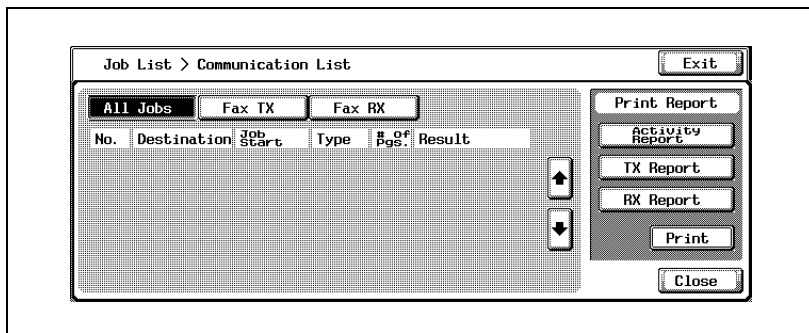 Job List > Communication List
Exit
All Jobs
Fax TX
Fax RX
No. Destination Job Start Type # of Pgs. Result
Print Report
Activity Report
TX Report
RX Report
Print
Close